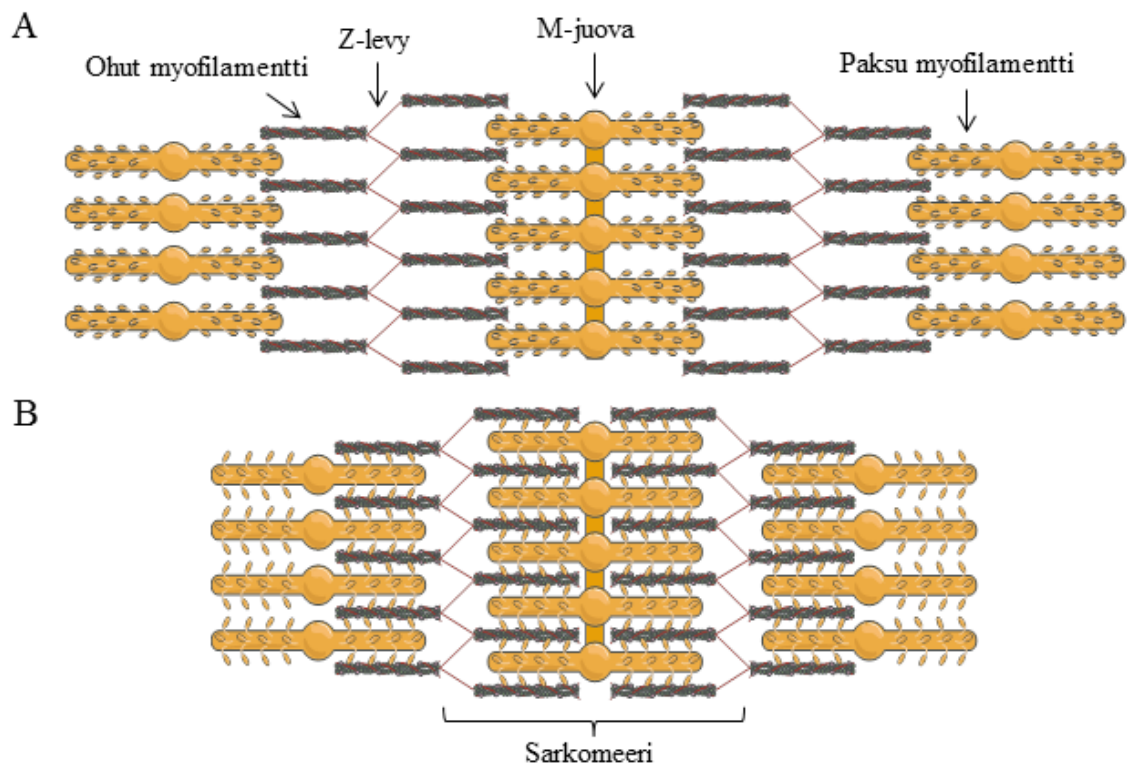 A
M-juova
Z-levy
Ohut myofilamentti
Paksu myofilamentti
B
Sarkomeeri